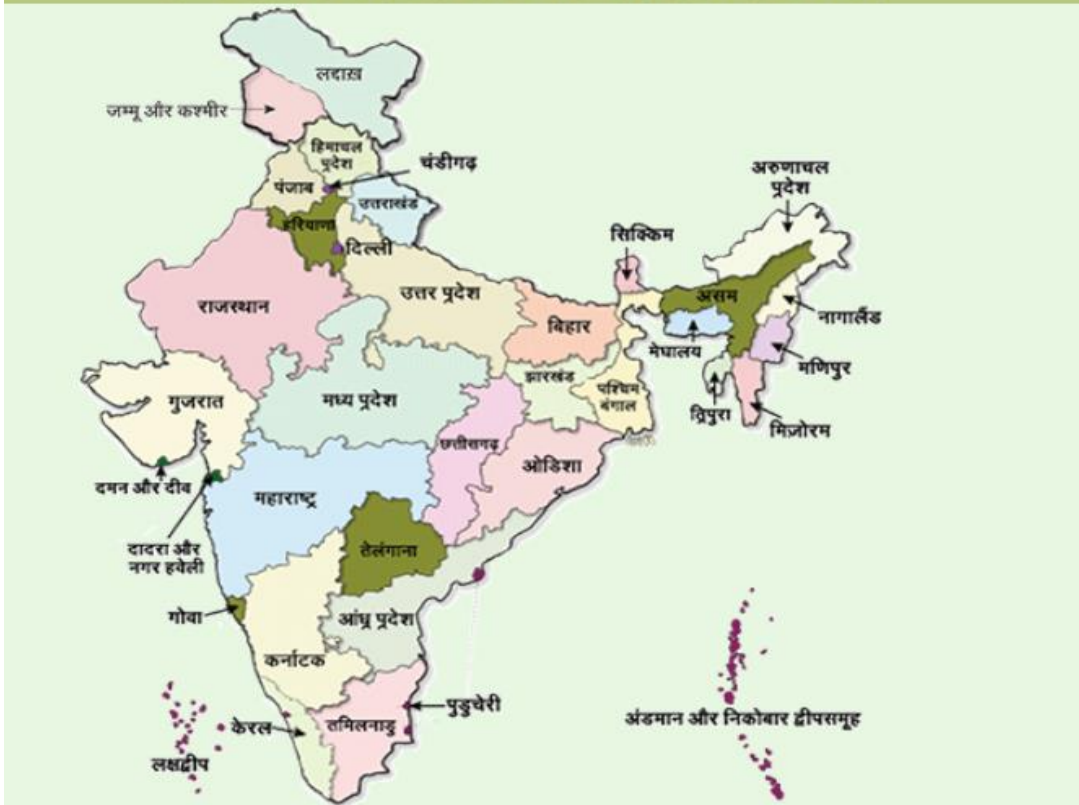 लद्दाख़
जम्मू और कश्मीर
हिमाचल
प्रदेश
चंडीगढ़
पंजाब
उत्तराखंड
हरियाणा
दिल्ली
अरुणाचल
प्रदेश
सिक्किम
राजस्थान
उत्तर प्रदेश
बिहार
असम
नागालैंड
मेघालय
मणिपुर
झारखंड
पश्चिम
बंगाल
त्रिपुरा
मिज़ोरम
गुजरात
मध्य प्रदेश
छत्तीसगढ़
ओडिशा
दमन और दीव
महाराष्ट्र
दादरा और
नगर हवेली
तेलंगाना
गोवा
आंध्र प्रदेश
कर्नाटक
पुडुचेरी
केरल
तमिलनाडु
लक्षद्वीप
अंडमान और निकोबार द्वीपसमूह